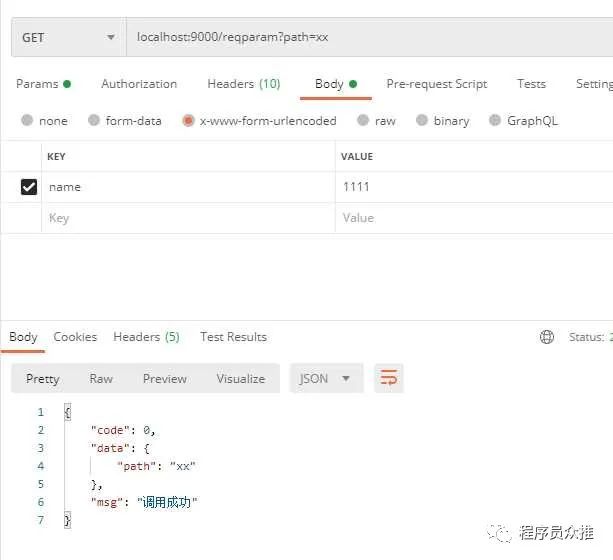 GET localhost:9000/reqparam?path=xx
Params Authorization Headers (10) Body Pre-request Script Tests Setting
none form-data x-www-form-urlencoded raw binary GraphQL
KEY VALUE
name 1111
Key Value
Body Cookies Headers (5) Test Results Status: 2
Pretty Raw Preview Visualize JSON
1 {
2 "code": 0,
3 "data": {
4 "path": "xx"
5 },
6 "msg": "调用成功"
7 }
程序员众推